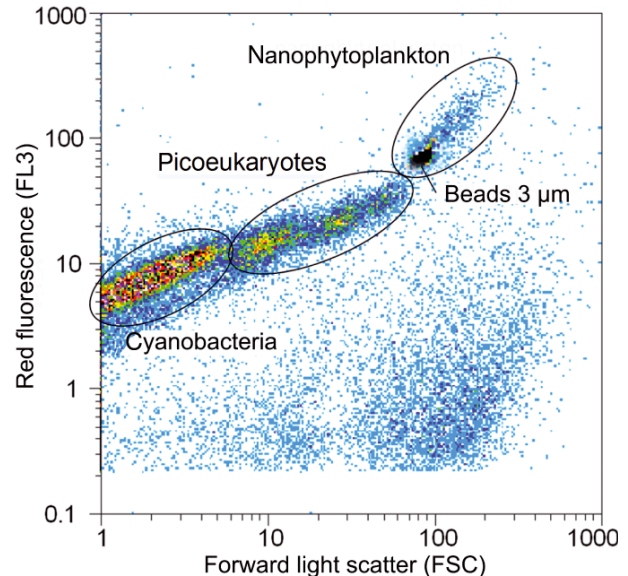 1000
Nanophytoplankton
100
Picoeukaryotes
Beads 3 µm
Red fluorescence (FL3)
10
Cyanobacteria
1
0.1
1 10 100 1000
Forward light scatter (FSC)